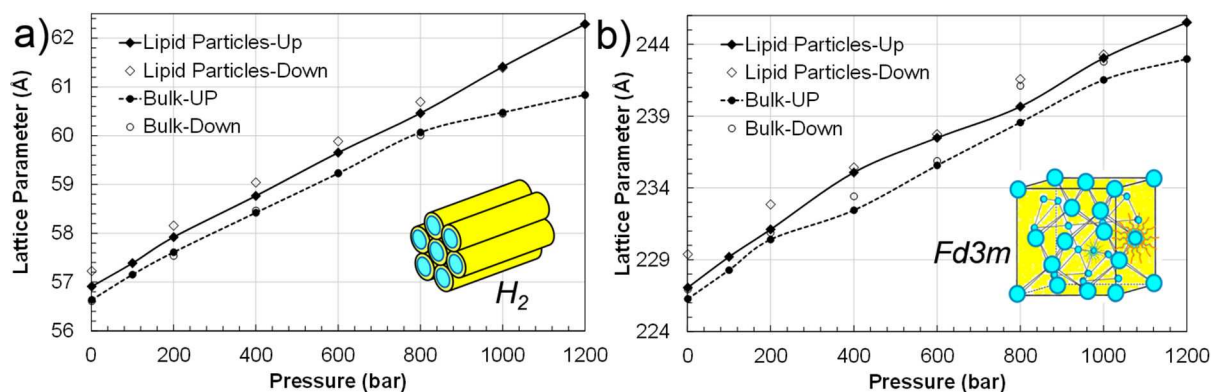 a)
Lipid Particles-Up
Lipid Particles-Down
Bulk-UP
Bulk-Down
Lattice Parameter (Å)
62
61
60
59
58
57
56
0 200 400 600 800 1000 1200
Pressure (bar)
H2
b)
Lipid Particles-Up
Lipid Particles-Down
Bulk-UP
Bulk-Down
Lattice Parameter (Å)
244
239
234
229
224
0 200 400 600 800 1000 1200
Pressure (bar)
Fd3m